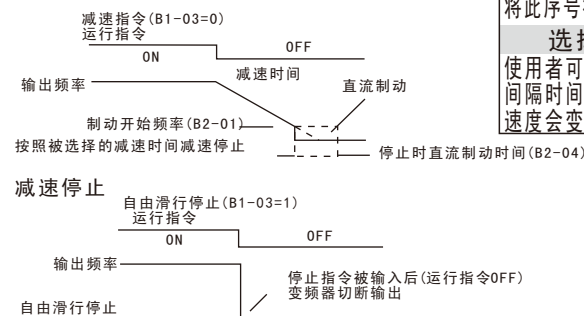 减速指令(B1-03=0)
运行指令
ON
OFF
输出频率
减速时间
直流制动
制动开始频率(B2-01)
按照被选择的减速时间减速停止
停止时直流制动时间(B2-04)
减速停止
自由滑行停止(B1-03=1)
运行指令
ON
OFF
输出频率
停止指令被输入后(运行指令OFF)
变频器切断输出
自由滑行停止
将此序号
使用者可
间隔时间
速度会变